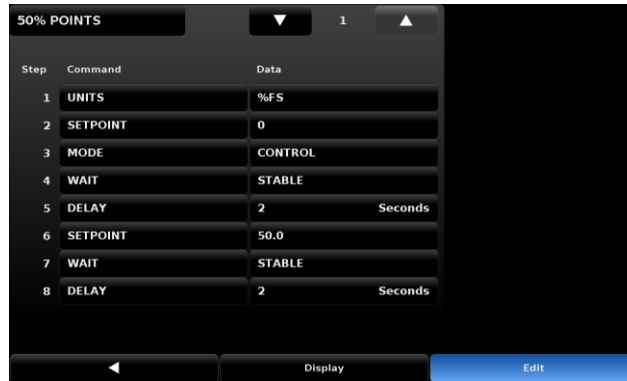 50% POINTS 1
Step Command Data
1 UNITS %FS
2 SETPOINT 0
3 MODE CONTROL
4 WAIT STABLE
5 DELAY 2 Seconds
6 SETPOINT 50.0
7 WAIT STABLE
8 DELAY 2 Seconds
Display Edit